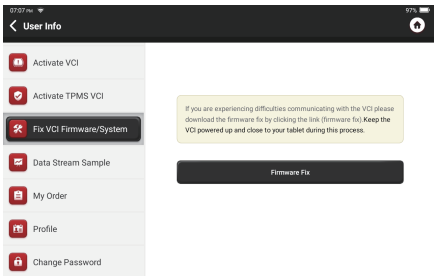 07:07 PM
97%
User Info
Activate VCI
Activate TPMS VCI
Fix VCI Firmware/System
Data Stream Sample
My Order
Profile
Change Password
If you are experiencing difficulties communicating with the VCI please
download the firmware fix by clicking the link (firmware fix).Keep the
VCI powered up and close to your tablet during this process.
Firmware Fix